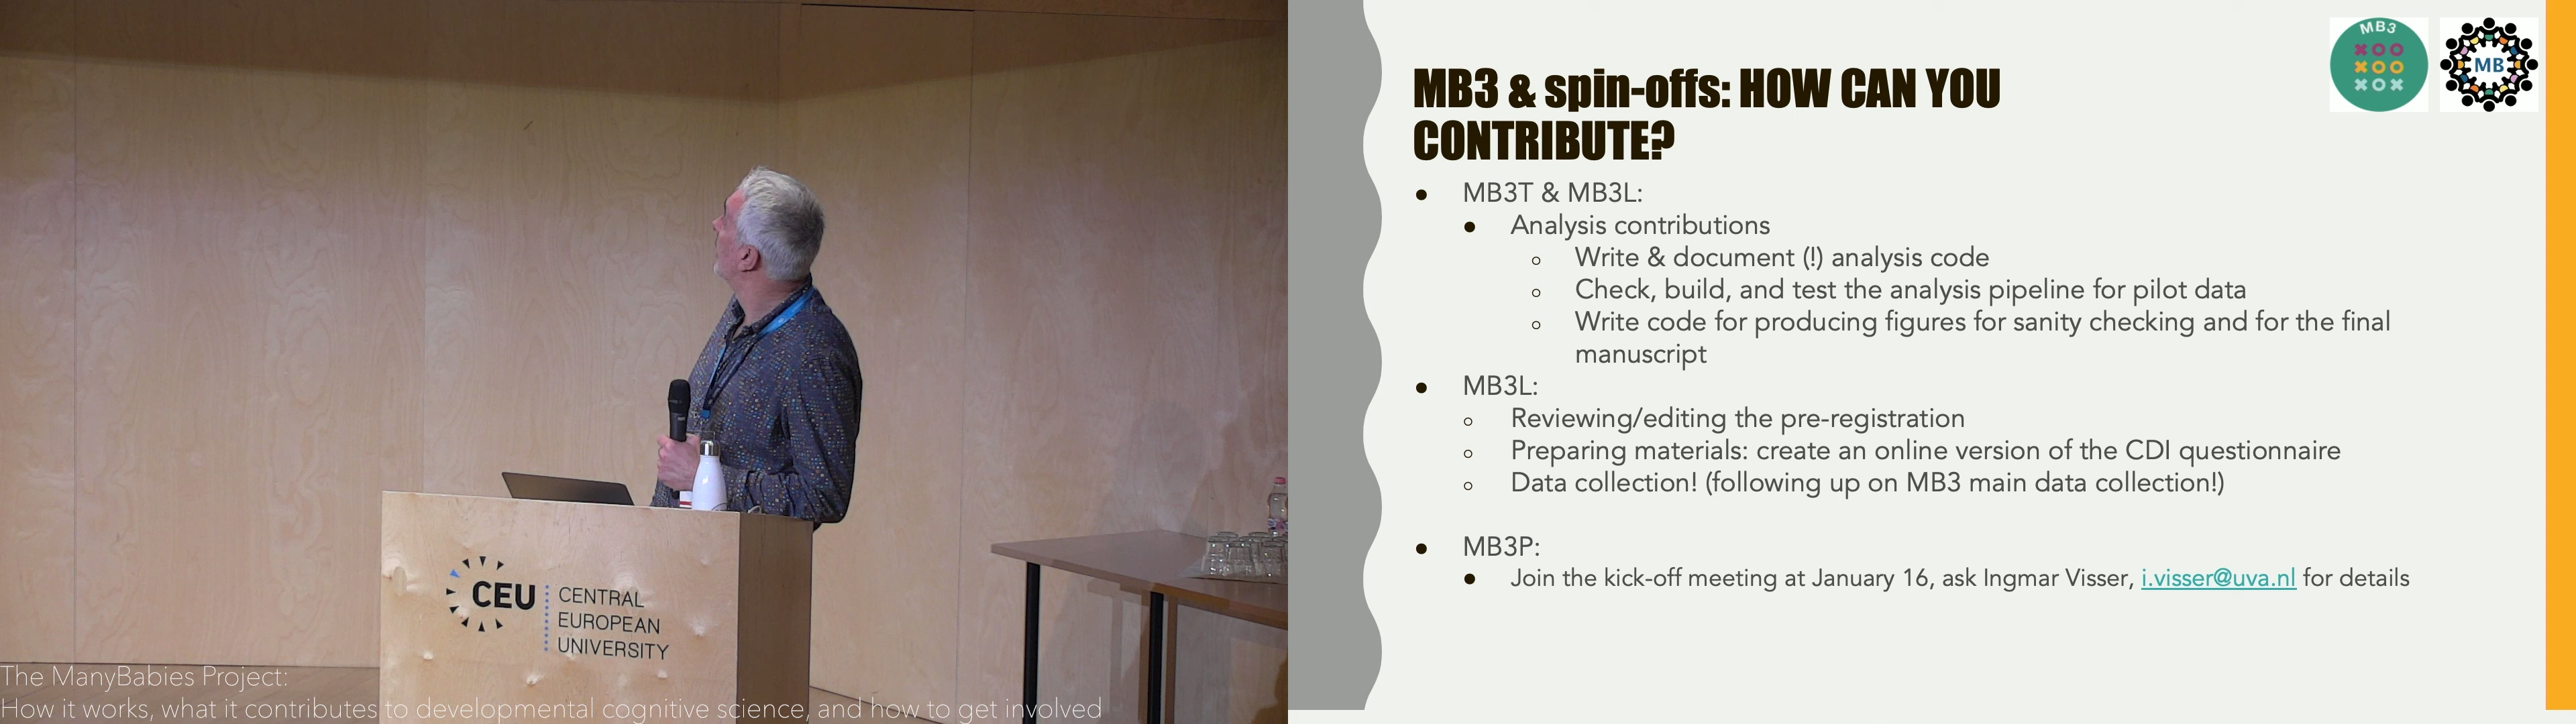 CEU
CENTRAL
EUROPEAN
UNIVERSITY
The ManyBabies Project:
How it works, what it contributes to developmental cognitive science, and how to get involved
MB3
MB
MB3 & spin-offs: HOW CAN YOU
CONTRIBUTE?
MB3T & MB3L:
Analysis contributions
Write & document (!) analysis code
Check, build, and test the analysis pipeline for pilot data
Write code for producing figures for sanity checking and for the final
manuscript
MB3L:
Reviewing/editing the pre-registration
Preparing materials: create an online version of the CDI questionnaire
Data collection! (following up on MB3 main data collection!)
MB3P:
Join the kick-off meeting at January 16, ask Ingmar Visser, i.visser@uva.nl for details